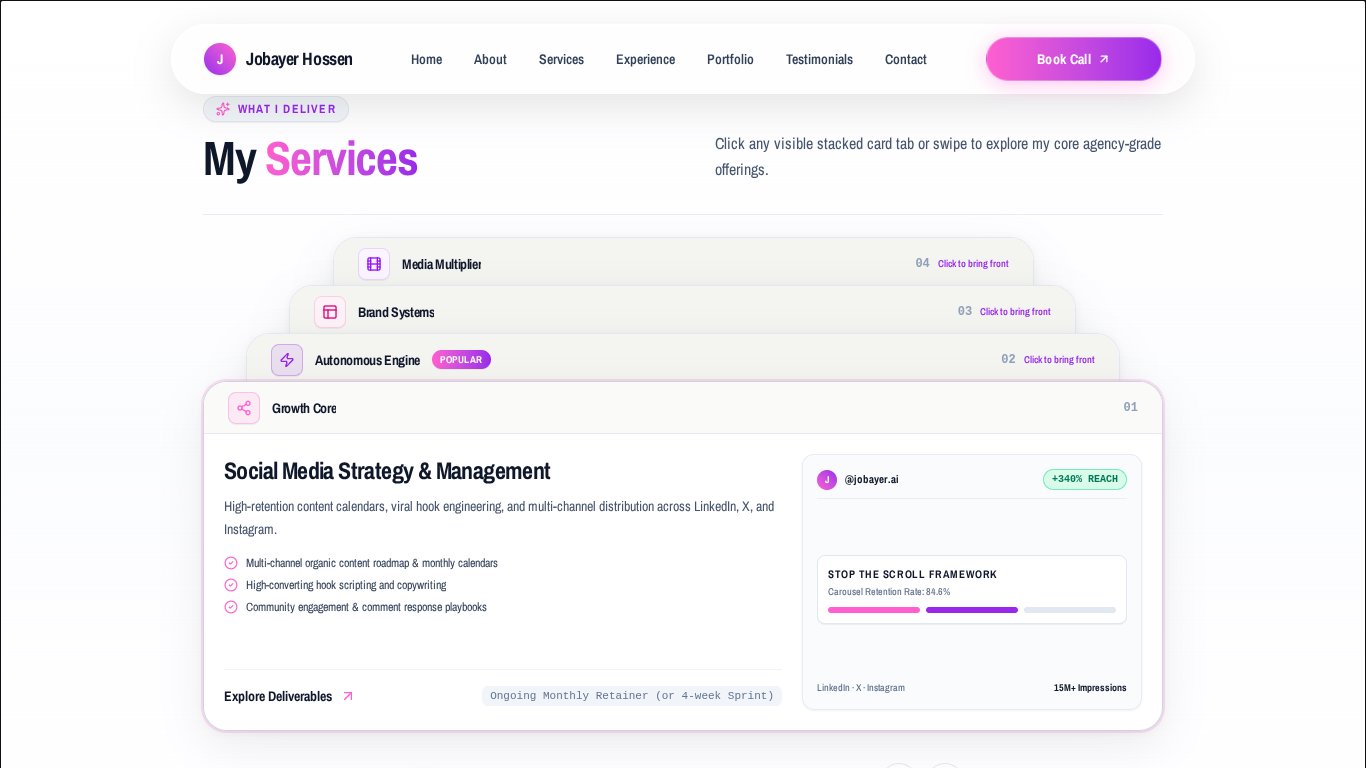 J Jobayer Hossen Home About Services Experience Portfolio Testimonials Contact Book Call
WHAT I DELIVER
My Services
Click any visible stacked card tab or swipe to explore my core agency-grade
offerings.
Media Multiplier 04 Click to bring front
Brand Systems 03 Click to bring front
Autonomous Engine POPULAR 02 Click to bring front
Growth Core 01
Social Media Strategy & Management
High-retention content calendars, viral hook engineering, and multi-channel distribution across LinkedIn, X, and
Instagram.
Multi-channel organic content roadmap & monthly calendars
High-converting hook scripting and copywriting
Community engagement & comment response playbooks
Explore Deliverables Ongoing Monthly Retainer (or 4-week Sprint)
J @jobayer.ai +340% REACH
STOP THE SCROLL FRAMEWORK
Carousel Retention Rate: 84.6%
LinkedIn · X · Instagram 15M+ Impressions